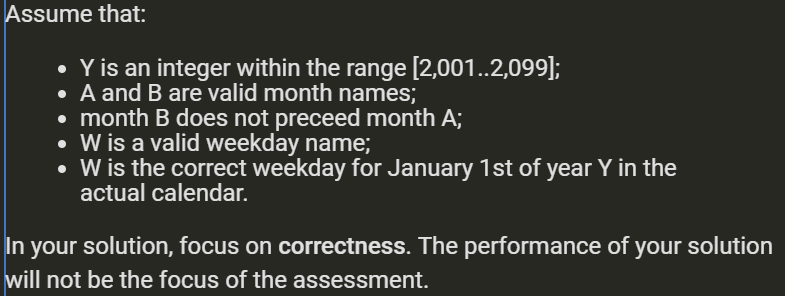 Assume that:
• Y is an integer within the range [2,001..2,099];
• A and B are valid month names;
• month B does not preceed month A;
• W is a valid weekday name;
• W is the correct weekday for January 1st of year Y in the
actual calendar.
In your solution, focus on correctness. The performance of your solution
will not be the focus of the assessment.